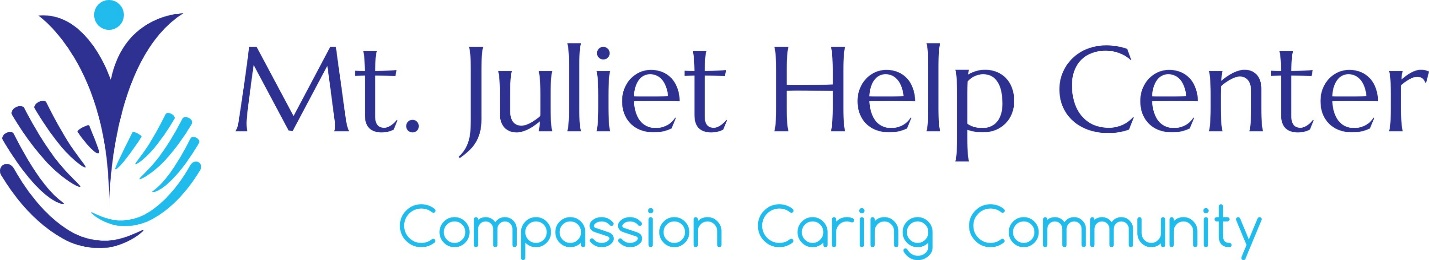 Mt. Juliet Help Center
Compassion Caring Community